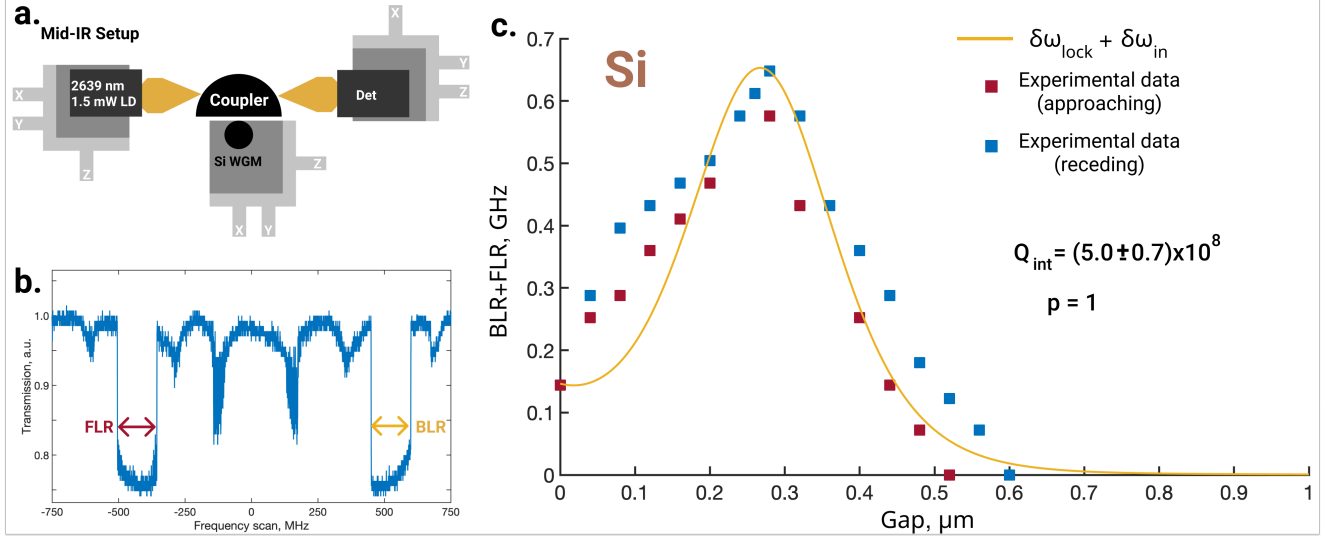 a.
Mid-IR Setup
X
Y
Z
2639 nm
1.5 mW LD
Coupler
Si WGM
Z
X
Y
Det
X
Y
Z
b.
Transmission, a.u.
1.0
0.9
0.8
FLR
BLR
-750
-500
-250
0
250
500
750
Frequency scan, MHz
c.
Si
BLR+FLR, GHz
0.7
0.6
0.5
0.4
0.3
0.2
0.1
0
0
0.1
0.2
0.3
0.4
0.5
0.6
0.7
0.8
0.9
1
Gap, μm
δω_lock + δω_in
Experimental data
(approaching)
Experimental data
(receding)
Q_int = (5.0±0.7)x10^8
p = 1